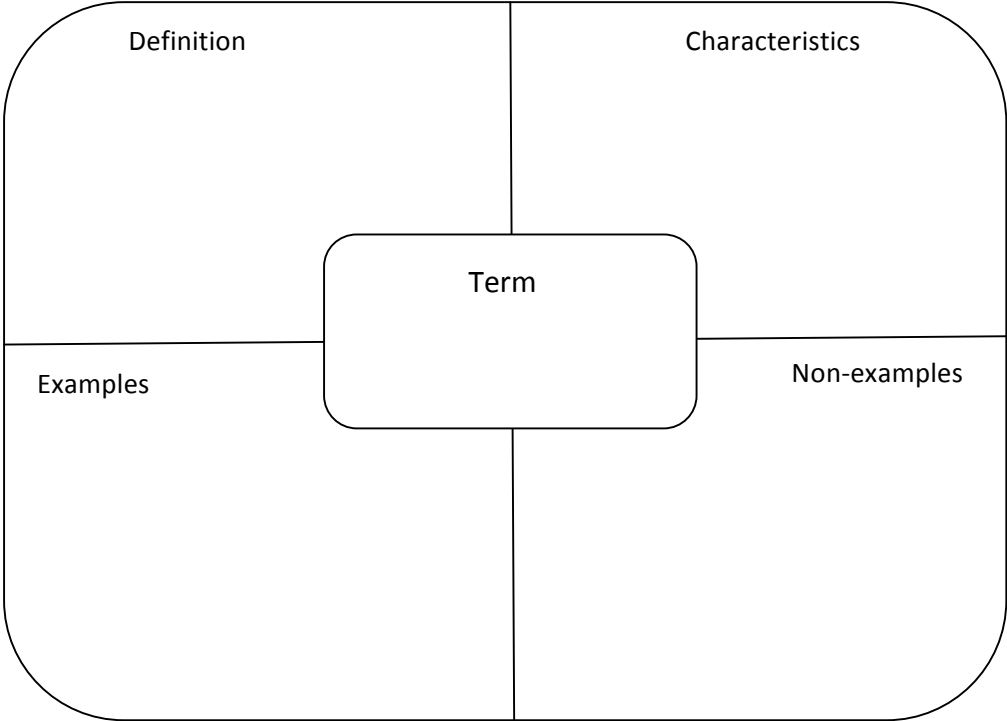 Definition
Characteristics
Term
Examples
Non-examples